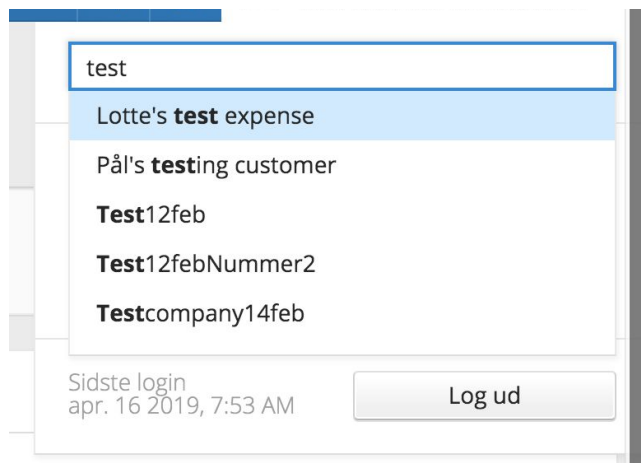 test
Lotte's test expense
Pål's testing customer
Test12feb
Test12febNummer2
Testcompany14feb
Sidste login
apr. 16 2019, 7:53 AM
Log ud